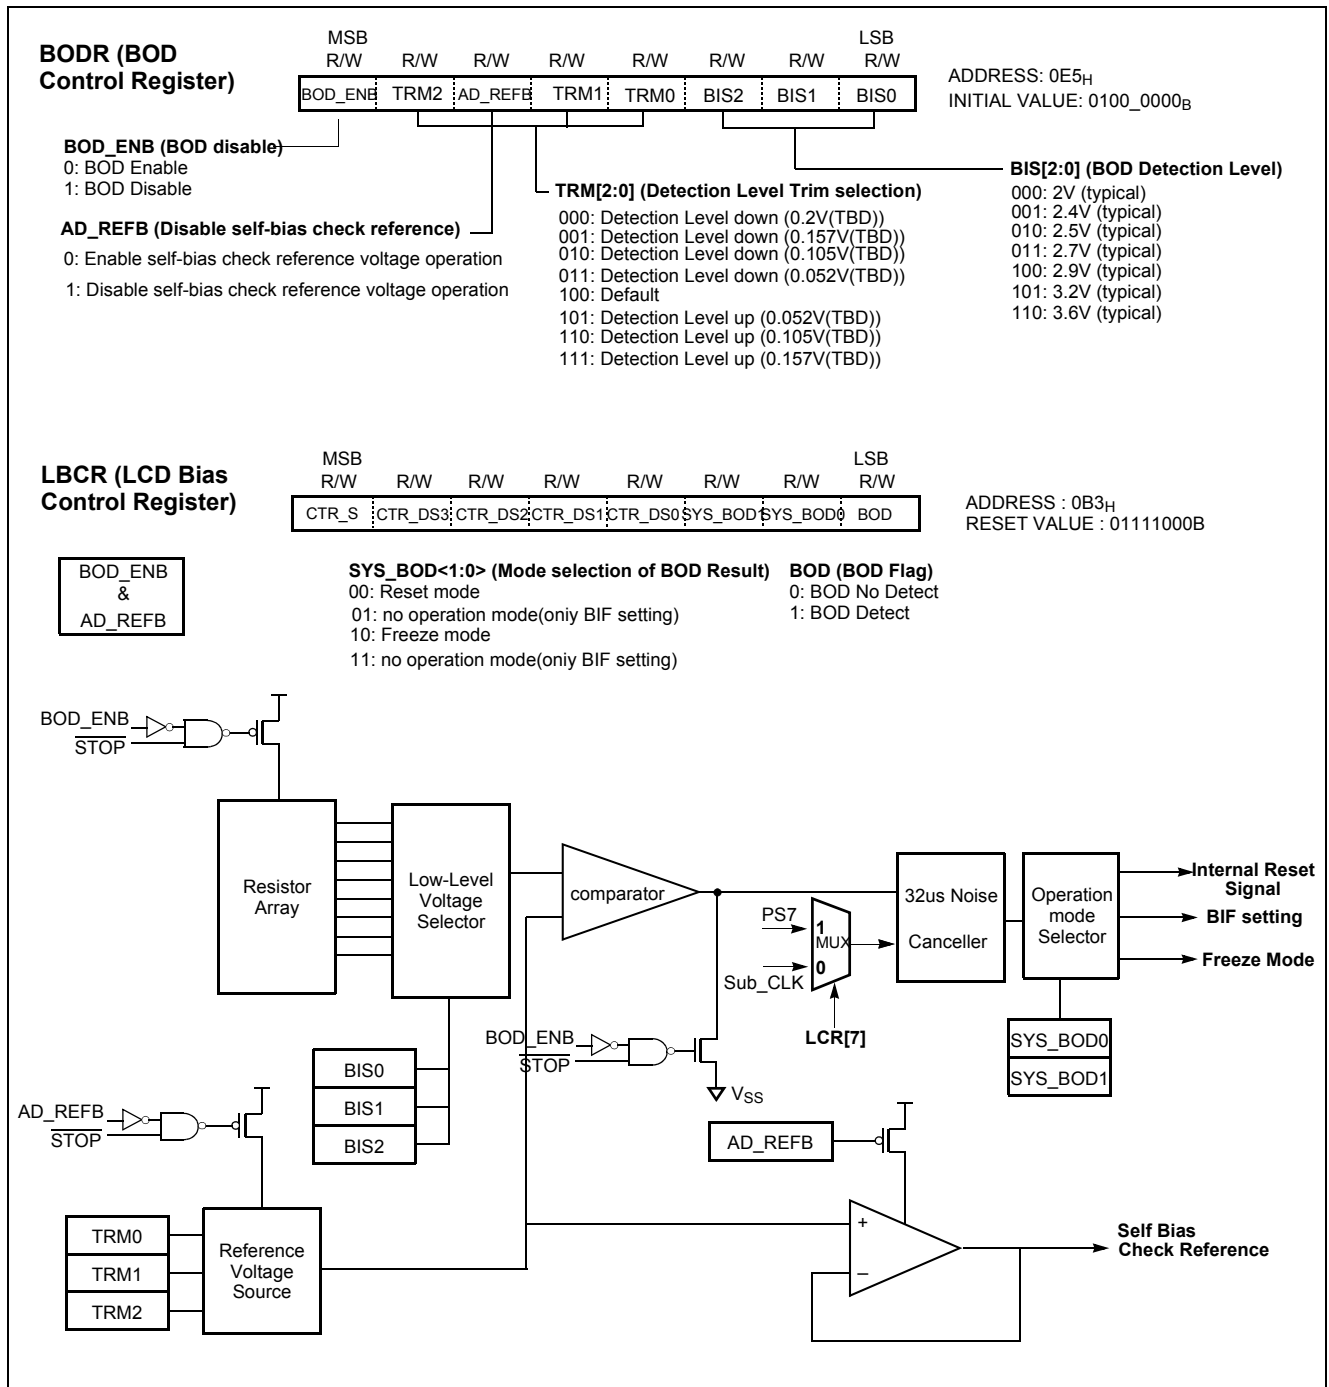 BODR (BOD
Control Register)
MSB LSB
R/W R/W R/W R/W R/W R/W R/W R/W
BOD_ENB TRM2 AD_REFB TRM1 TRM0 BIS2 BIS1 BIS0
ADDRESS: 0E5H
INITIAL VALUE: 0100_0000B
BOD_ENB (BOD disable)
0: BOD Enable
1: BOD Disable
AD_REFB (Disable self-bias check reference)
0: Enable self-bias check reference voltage operation
1: Disable self-bias check reference voltage operation
TRM[2:0] (Detection Level Trim selection)
000: Detection Level down (0.2V(TBD))
001: Detection Level down (0.157V(TBD))
010: Detection Level down (0.105V(TBD))
011: Detection Level down (0.052V(TBD))
100: Default
101: Detection Level up (0.052V(TBD))
110: Detection Level up (0.105V(TBD))
111: Detection Level up (0.157V(TBD))
BIS[2:0] (BOD Detection Level)
000: 2V (typical)
001: 2.4V (typical)
010: 2.5V (typical)
011: 2.7V (typical)
100: 2.9V (typical)
101: 3.2V (typical)
110: 3.6V (typical)
LBCR (LCD Bias
Control Register)
MSB LSB
R/W R/W R/W R/W R/W R/W R/W R/W
CTR_S CTR_DS3 CTR_DS2 CTR_DS1 CTR_DS0 SYS_BOD1 SYS_BOD0 BOD
ADDRESS : 0B3H
RESET VALUE : 01111000B
BOD_ENB
&
AD_REFB
SYS_BOD<1:0> (Mode selection of BOD Result)
00: Reset mode
01: no operation mode(oniy BIF setting)
10: Freeze mode
11: no operation mode(oniy BIF setting)
BOD (BOD Flag)
0: BOD No Detect
1: BOD Detect
BOD_ENB
STOP
Resistor
Array
Low-Level
Voltage
Selector
comparator
PS7
1
MUX
0
Sub_CLK
LCR[7]
32us Noise
Canceller
Operation
mode
Selector
Internal Reset
Signal
BIF setting
Freeze Mode
SYS_BOD0
SYS_BOD1
BOD_ENB
STOP
VSS
BIS0
BIS1
BIS2
AD_REFB
STOP
AD_REFB
TRM0
TRM1
TRM2
Reference
Voltage
Source
+
–
Self Bias
Check Reference